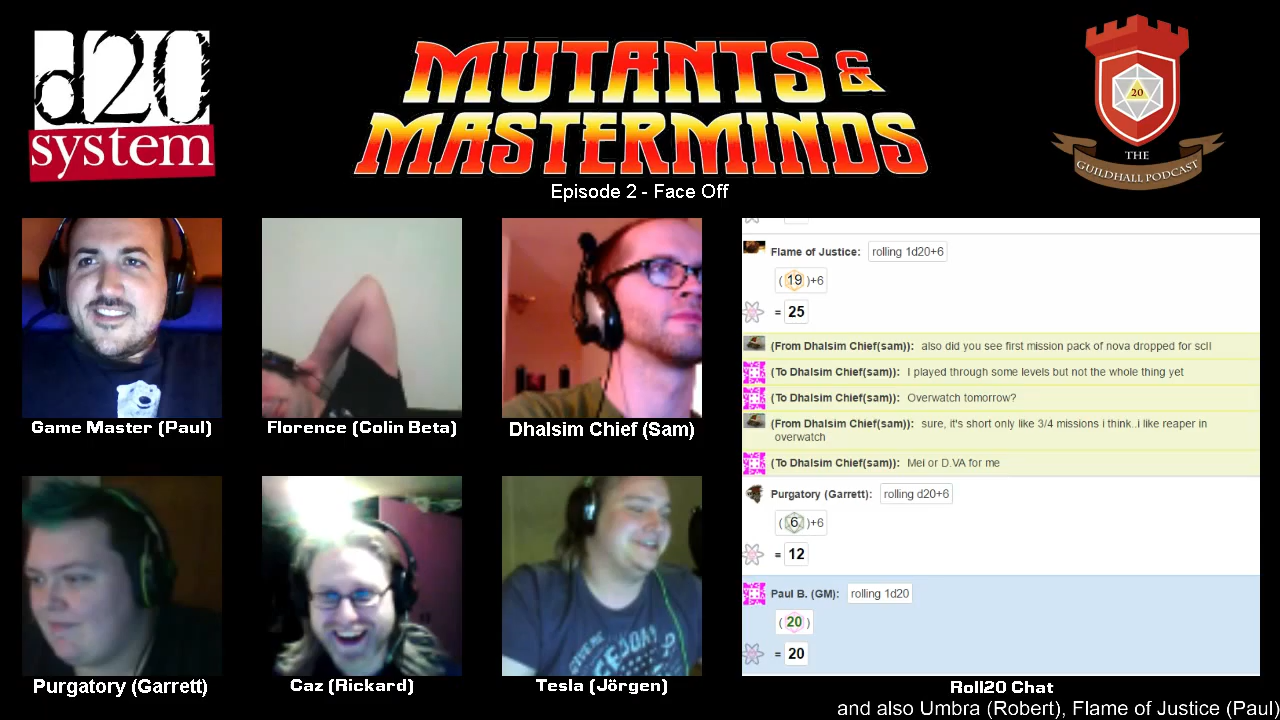 d20
system
MUTANTS &
MASTERMINDS
Episode 2 - Face Off
20
THE
GUILDHALL PODCAST
Game Master (Paul)
Florence (Colin Beta)
Dhalsim Chief (Sam)
Purgatory (Garrett)
Caz (Rickard)
Tesla (Jörgen)
GIVE ME
FREEDOM
Flame of Justice: rolling 1d20+6
(19)+6
= 25
(From Dhalsim Chief(sam)): also did you see first mission pack of nova dropped for scII
(To Dhalsim Chief(sam)): I played through some levels but not the whole thing yet
(To Dhalsim Chief(sam)): Overwatch tomorrow?
(From Dhalsim Chief(sam)): sure, it's short only like 3/4 missions i think..i like reaper in
overwatch
(To Dhalsim Chief(sam)): Mei or D.VA for me
Purgatory (Garrett): rolling d20+6
(6)+6
= 12
Paul B. (GM): rolling 1d20
(20)
= 20
Roll20 Chat
and also Umbra (Robert), Flame of Justice (Paul)